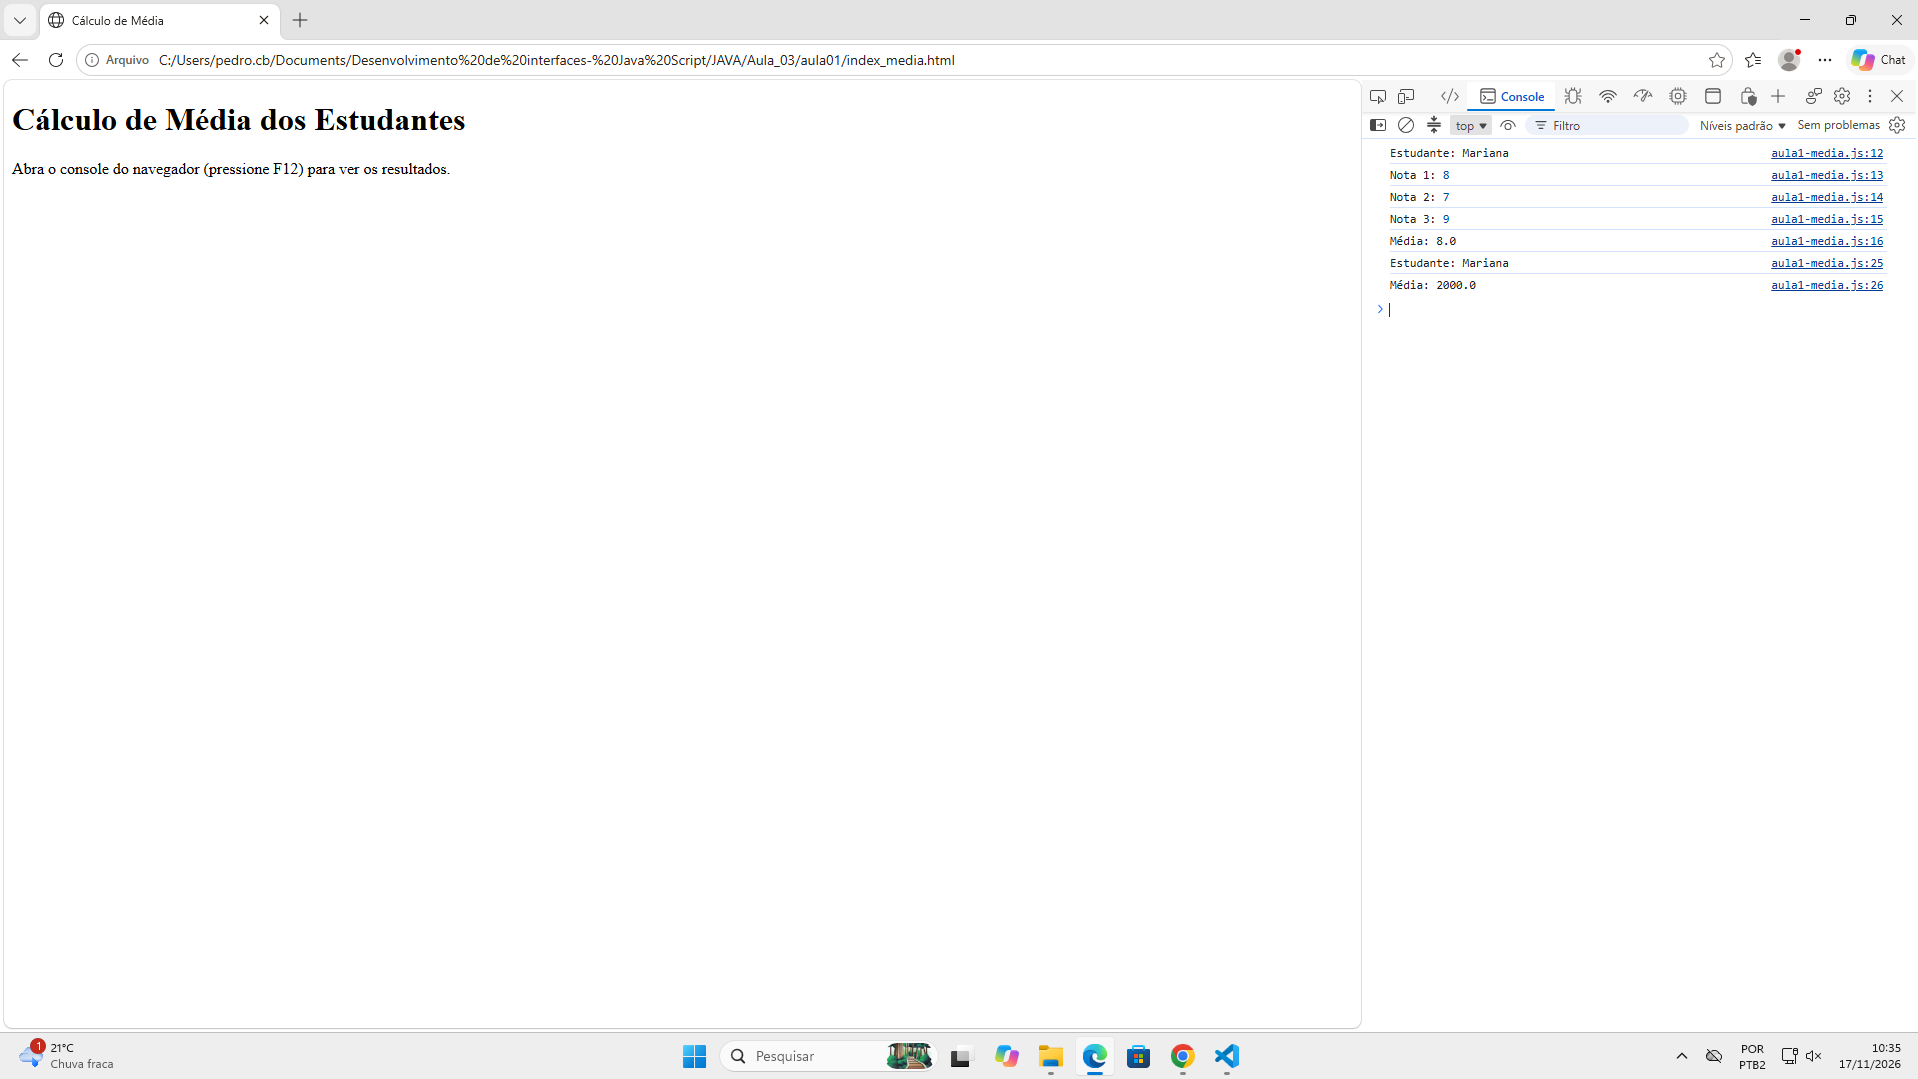 Cálculo de Média
Arquivo C:/Users/pedro.cb/Documents/Desenvolvimento%20de%20interfaces-%20Java%20Script/JAVA/Aula_03/aula01/index_media.html
Chat
Cálculo de Média dos Estudantes
Abra o console do navegador (pressione F12) para ver os resultados.
Console
top
Filtro
Níveis padrão
Sem problemas
Estudante: Mariana aula1-media.js:12
Nota 1: 8 aula1-media.js:13
Nota 2: 7 aula1-media.js:14
Nota 3: 9 aula1-media.js:15
Média: 8.0 aula1-media.js:16
Estudante: Mariana aula1-media.js:25
Média: 2000.0 aula1-media.js:26
1
21°C
Chuva fraca
Pesquisar
POR
PTB2
10:35
17/11/2026